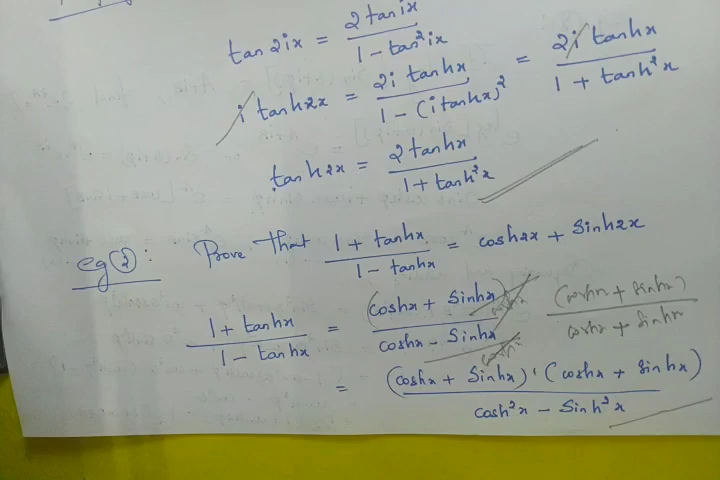 tan 2ix = 2 tan ix / 1 - tan²ix
i tanh2x = 2i tanhx / 1 - (i tanhx)² = 2i tanhx / 1 + tanh²x
tanh2x = 2 tanhx / 1 + tanh²x
eg ②: Prove that 1 + tanhx / 1 - tanhx = cosh2x + Sinh2x
1 + tanhx / 1 - tanhx = (coshx + Sinhx) / coshx / coshx - Sinhx / coshx (coshx + Sinhx) / coshx + Sinhx
= (coshx + Sinhx) · (coshx + Sinhx) / cosh²x - Sinh²x